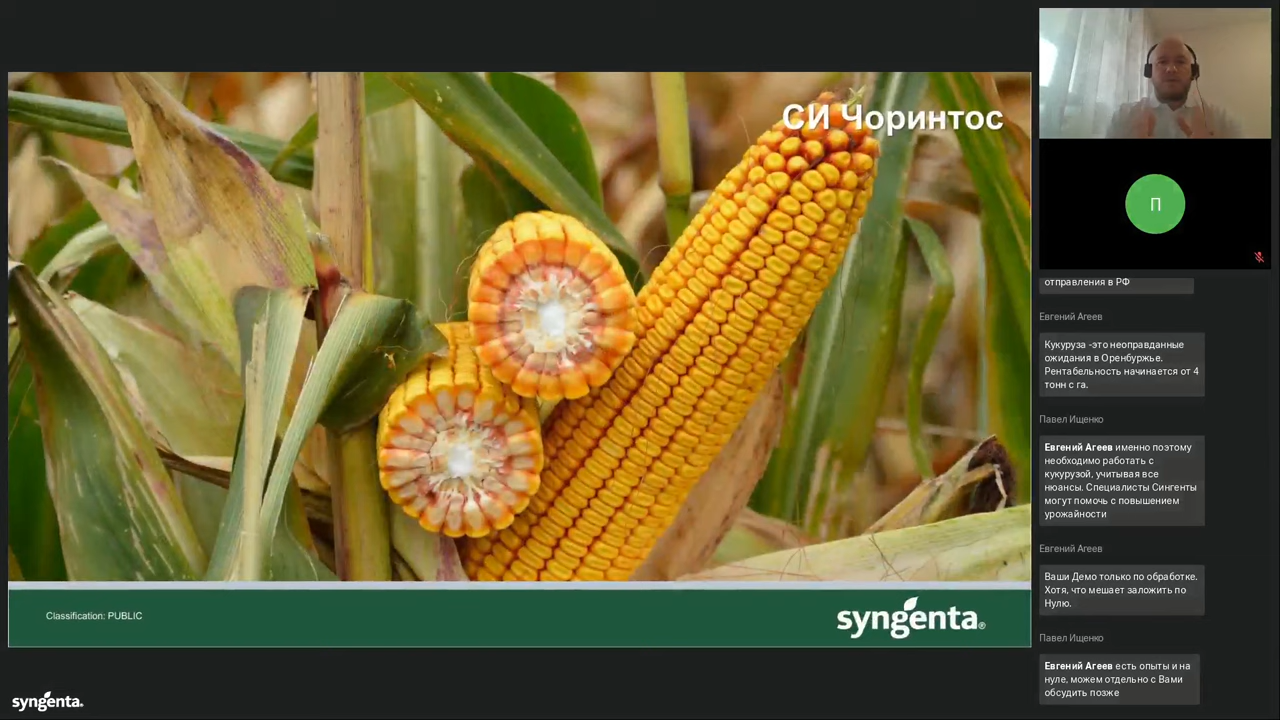 СИ Чоринтос
Classification: PUBLIC
syngenta®
syngenta.
П
отправления в РФ
Евгений Агеев
Кукуруза -это неоправданные
ожидания в Оренбуржье.
Рентабельность начинается от 4
тонн с га.
Павел Ищенко
Евгений Агеев именно поэтому
необходимо работать с
кукурузой, учитывая все
нюансы. Специалисты Сингенты
могут помочь с повышением
урожайности
Евгений Агеев
Ваши Демо только по обработке.
Хотя, что мешает заложить по
Нулю.
Павел Ищенко
Евгений Агеев есть опыты и на
нуле, можем отдельно с Вами
обсудить позже